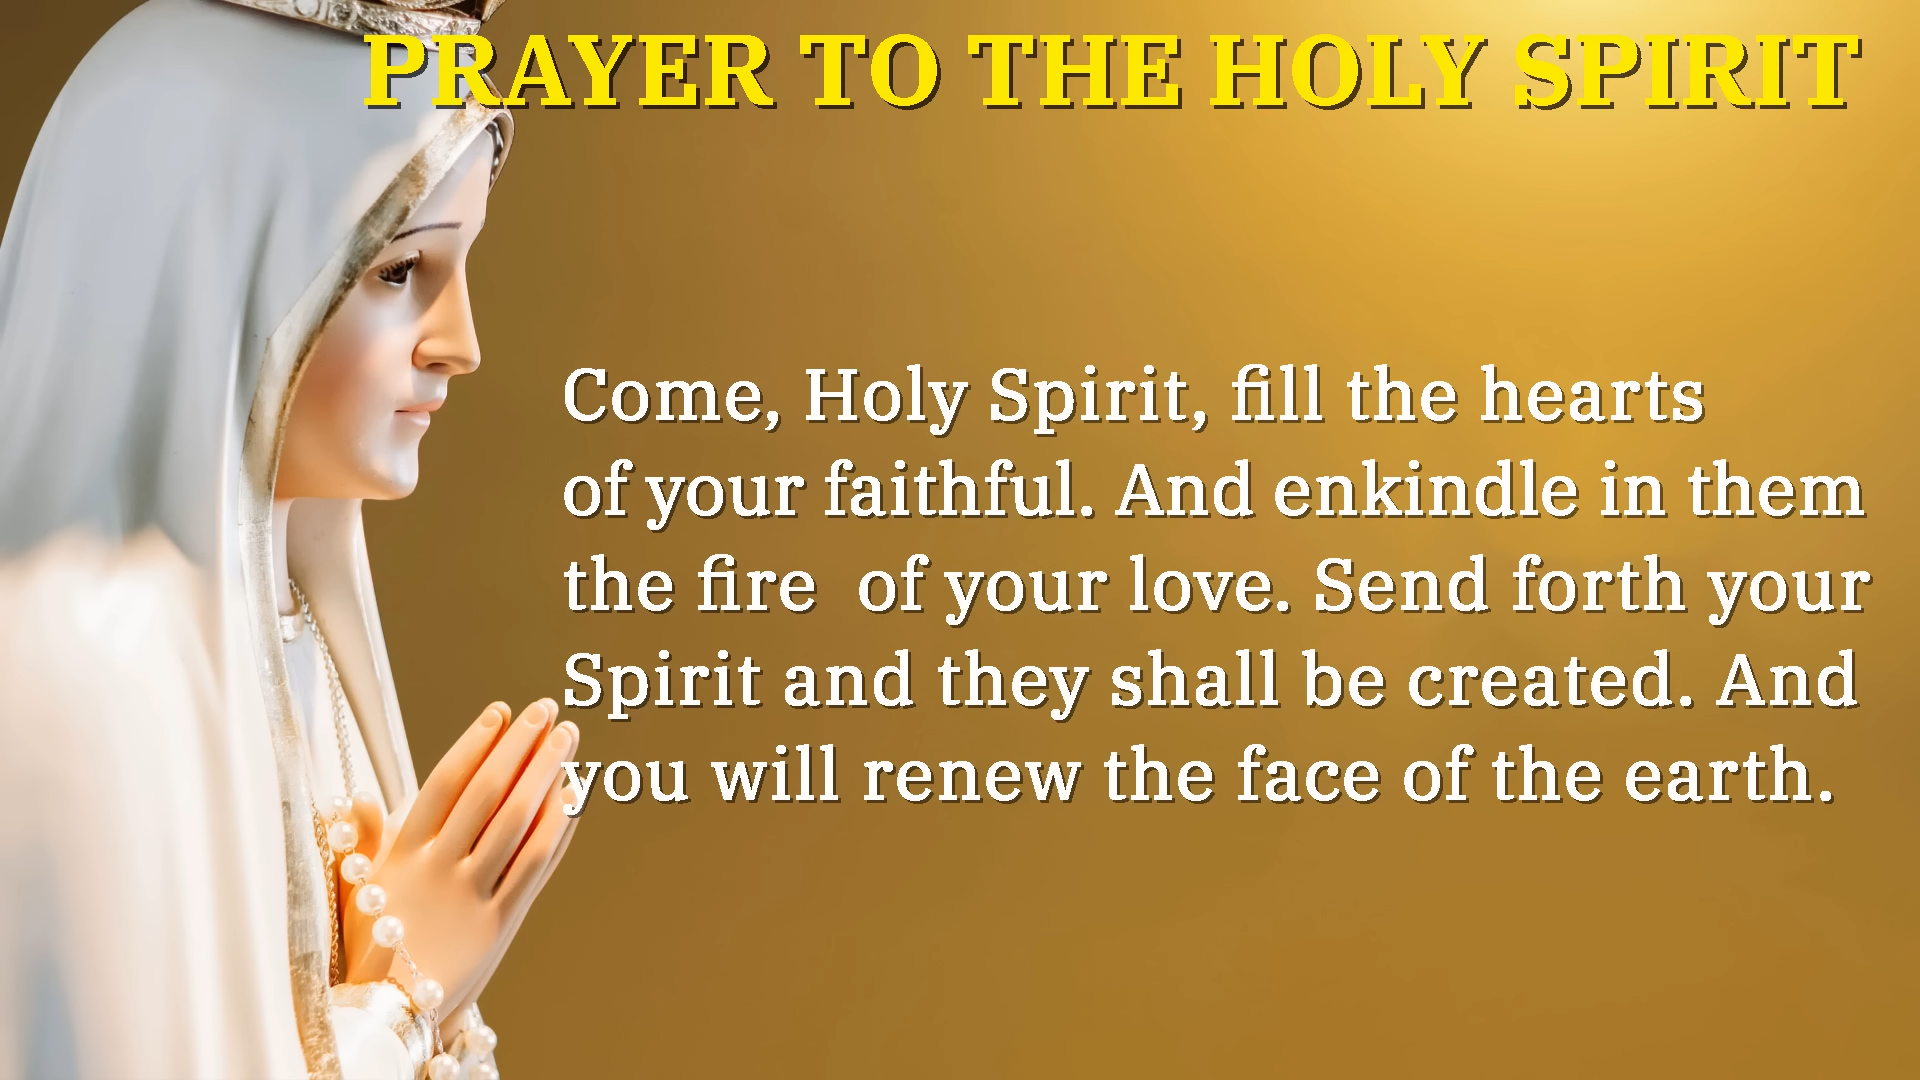 PRAYER TO THE HOLY SPIRIT
Come, Holy Spirit, fill the hearts
of your faithful. And enkindle in them
the fire  of your love. Send forth your
Spirit and they shall be created. And
you will renew the face of the earth.